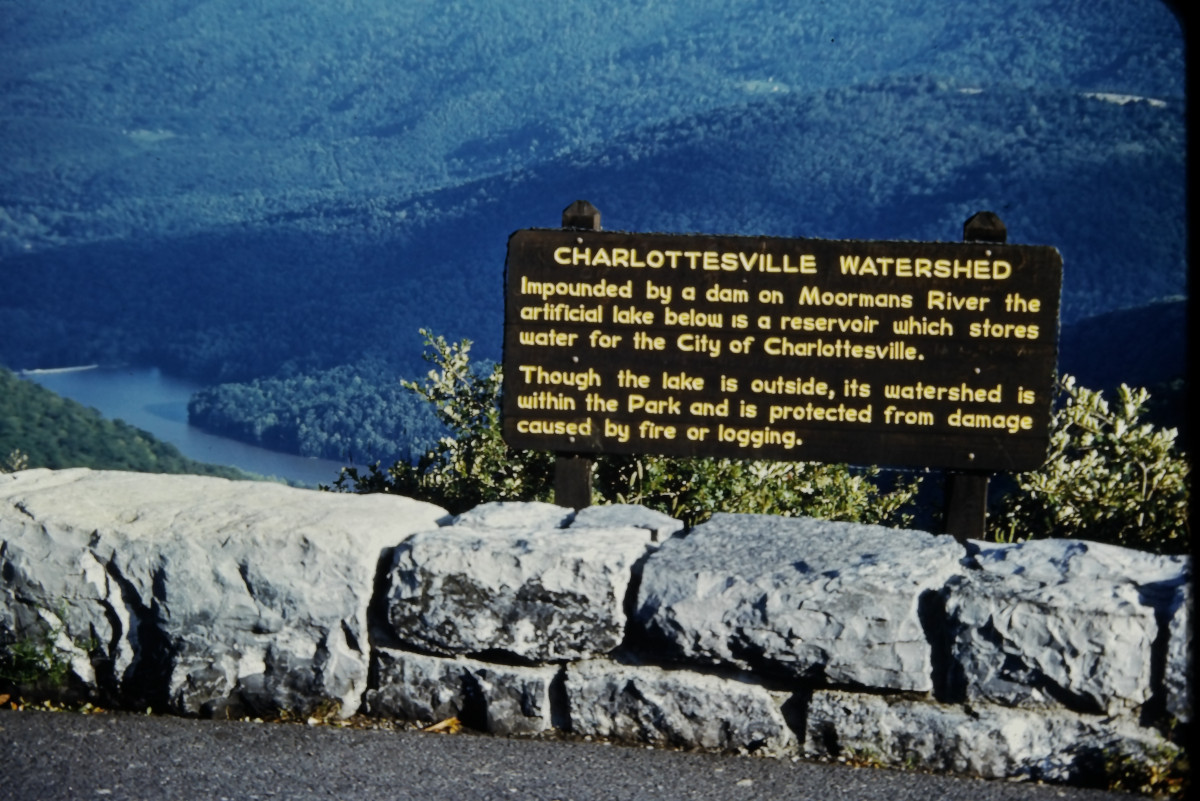 CHARLOTTESVILLE WATERSHED
Impounded by a dam on Moormans River the
artificial lake below is a reservoir which stores
water for the City of Charlottesville.
Though the lake is outside, its watershed is
within the Park and is protected from damage
caused by fire or logging.